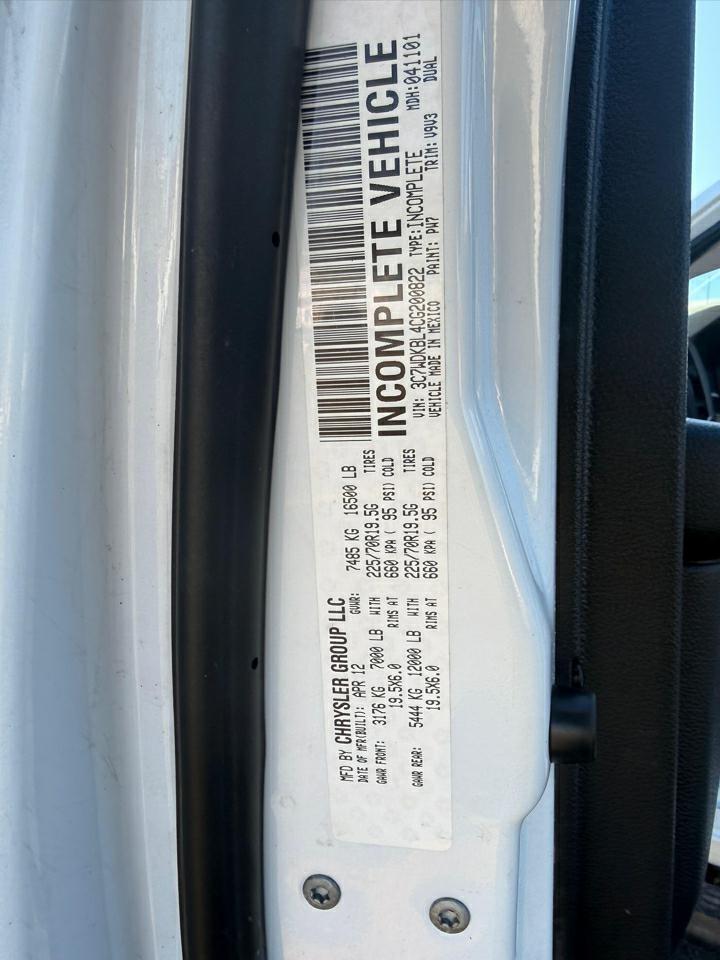 MFD BY CHRYSLER GROUP LLC
DATE OF MFR(BUILT): APR 12 GVWR: 7485 KG 16500 LB
GAWR FRONT: 3176 KG 7000 LB WITH 225/70R19.5G TIRES
19.5X6.0 RIMS AT 660 KPA ( 95 PSI) COLD
GAWR REAR: 5444 KG 12000 LB WITH 225/70R19.5G TIRES
19.5X6.0 RIMS AT 660 KPA ( 95 PSI) COLD
INCOMPLETE VEHICLE
VIN: 3C7WDKBL4CG200822 TYPE:INCOMPLETE MDH:041101
VEHICLE MADE IN MEXICO PAINT: PW7 TRIM: V9V3 DUAL